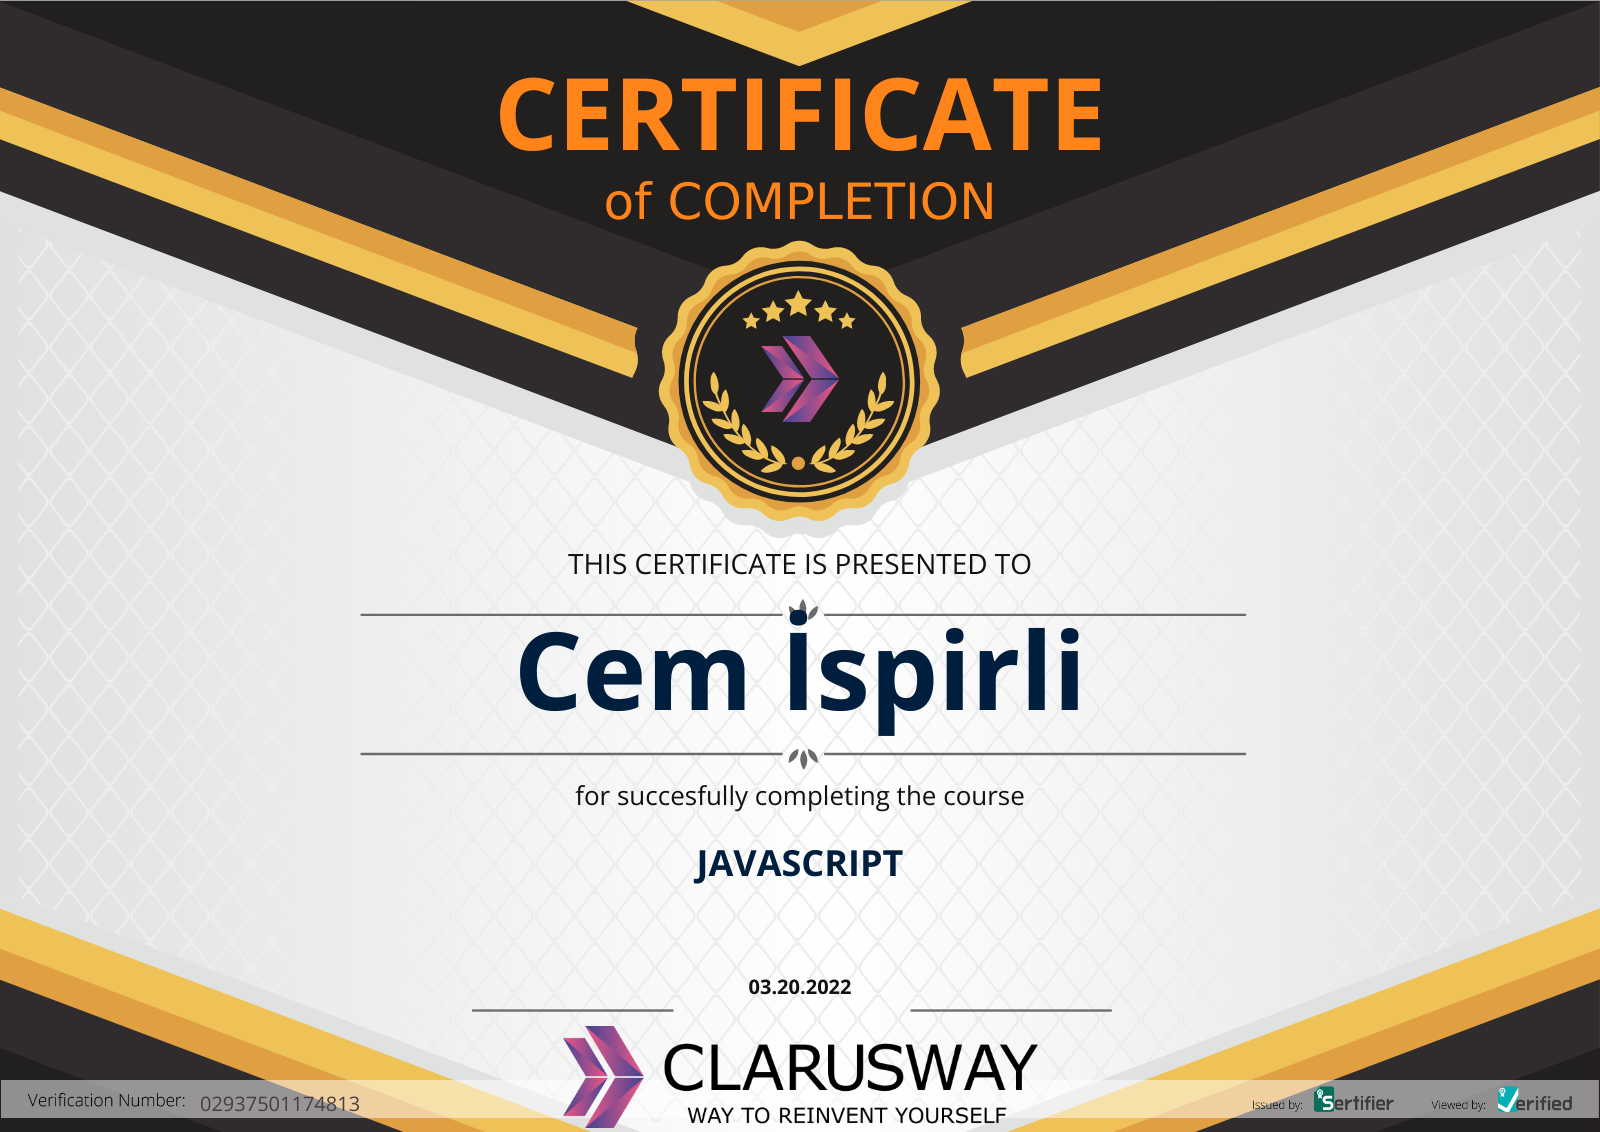 CERTIFICATE
of COMPLETION
THIS CERTIFICATE IS PRESENTED TO
Cem İspirli
for succesfully completing the course
JAVASCRIPT
03.20.2022
CLARUSWAY
WAY TO REINVENT YOURSELF
Verification Number: 02937501174813
Issued by: Sertifier Viewed by: Verified